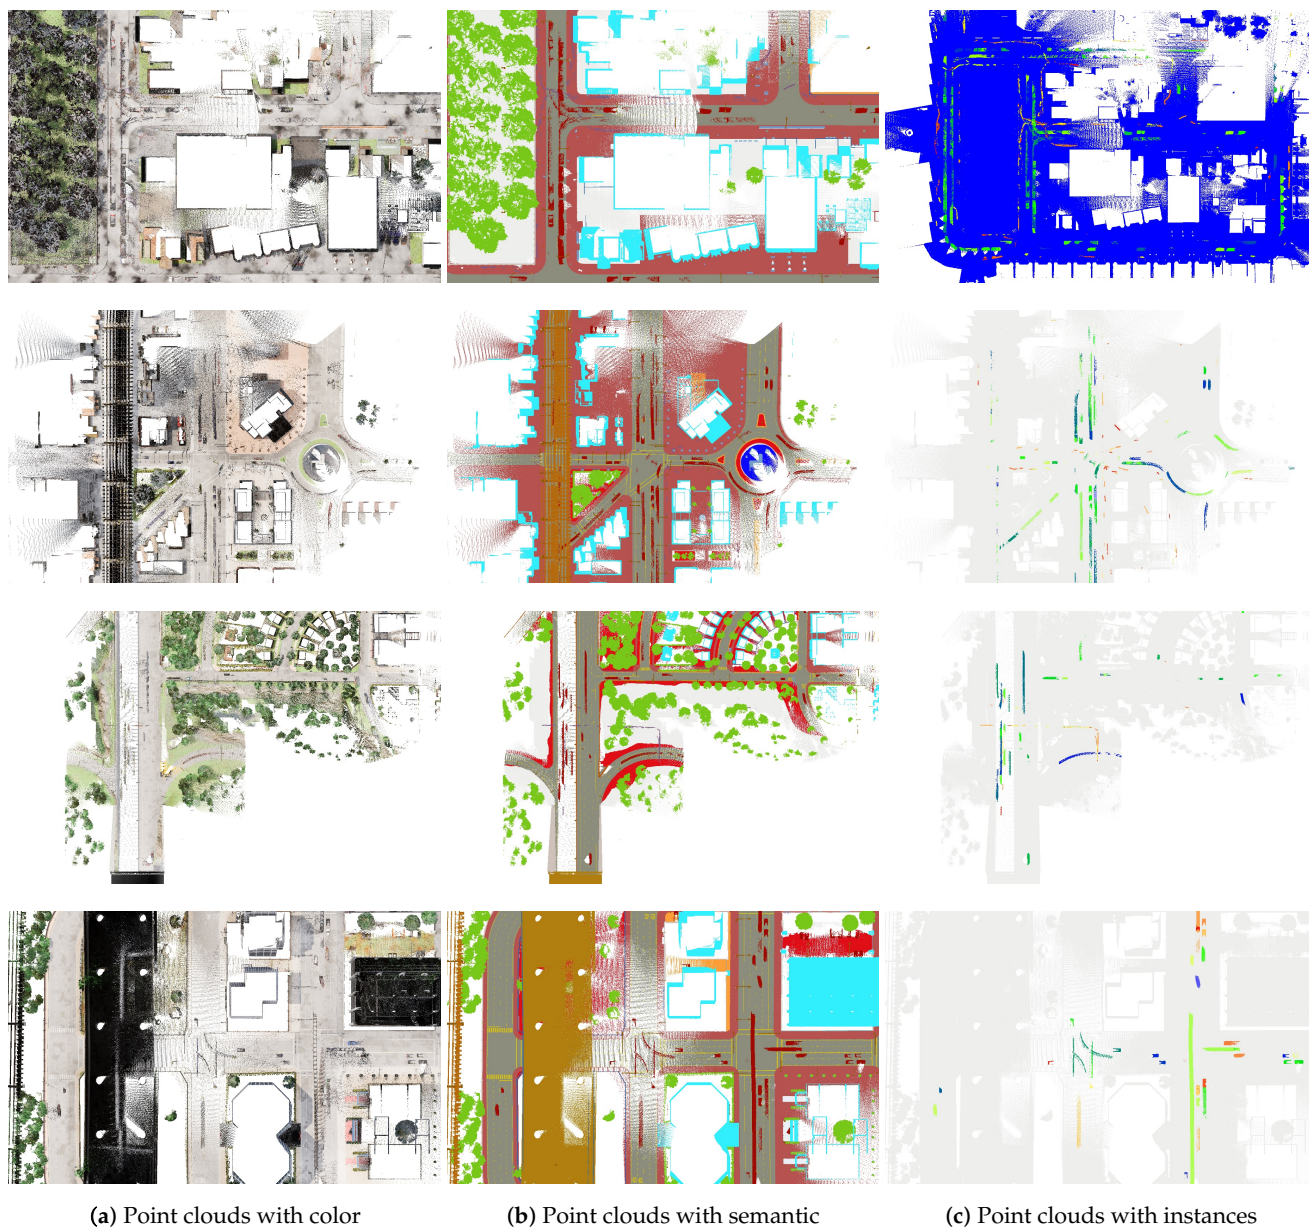 (a) Point clouds with color
(b) Point clouds with semantic
(c) Point clouds with instances